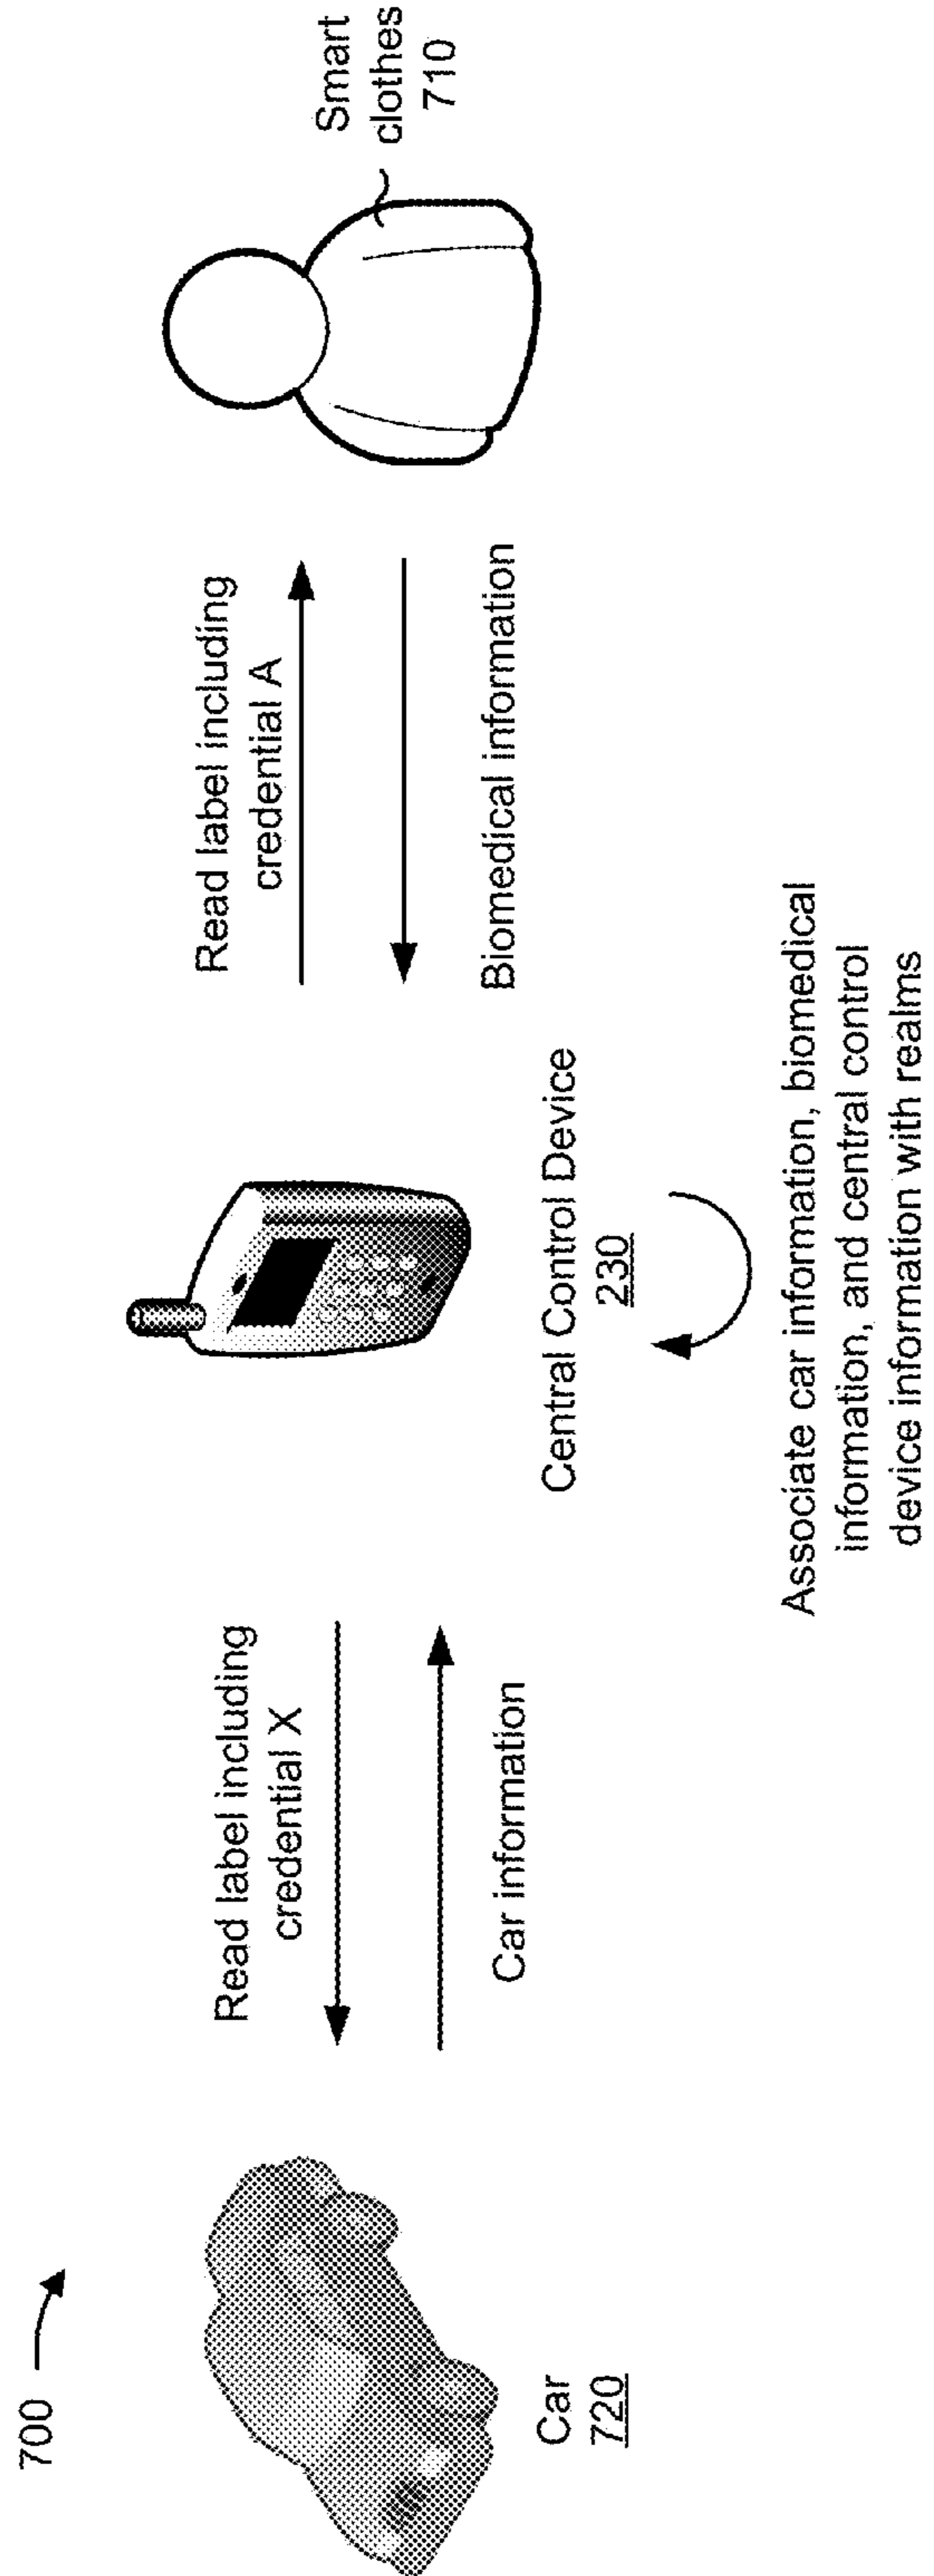 700
Car
720
Read label including
credential X
Car information
Central Control Device
230
Associate car information, biomedical
information, and central control
device information with realms
Read label including
credential A
Biomedical information
Smart
clothes
710